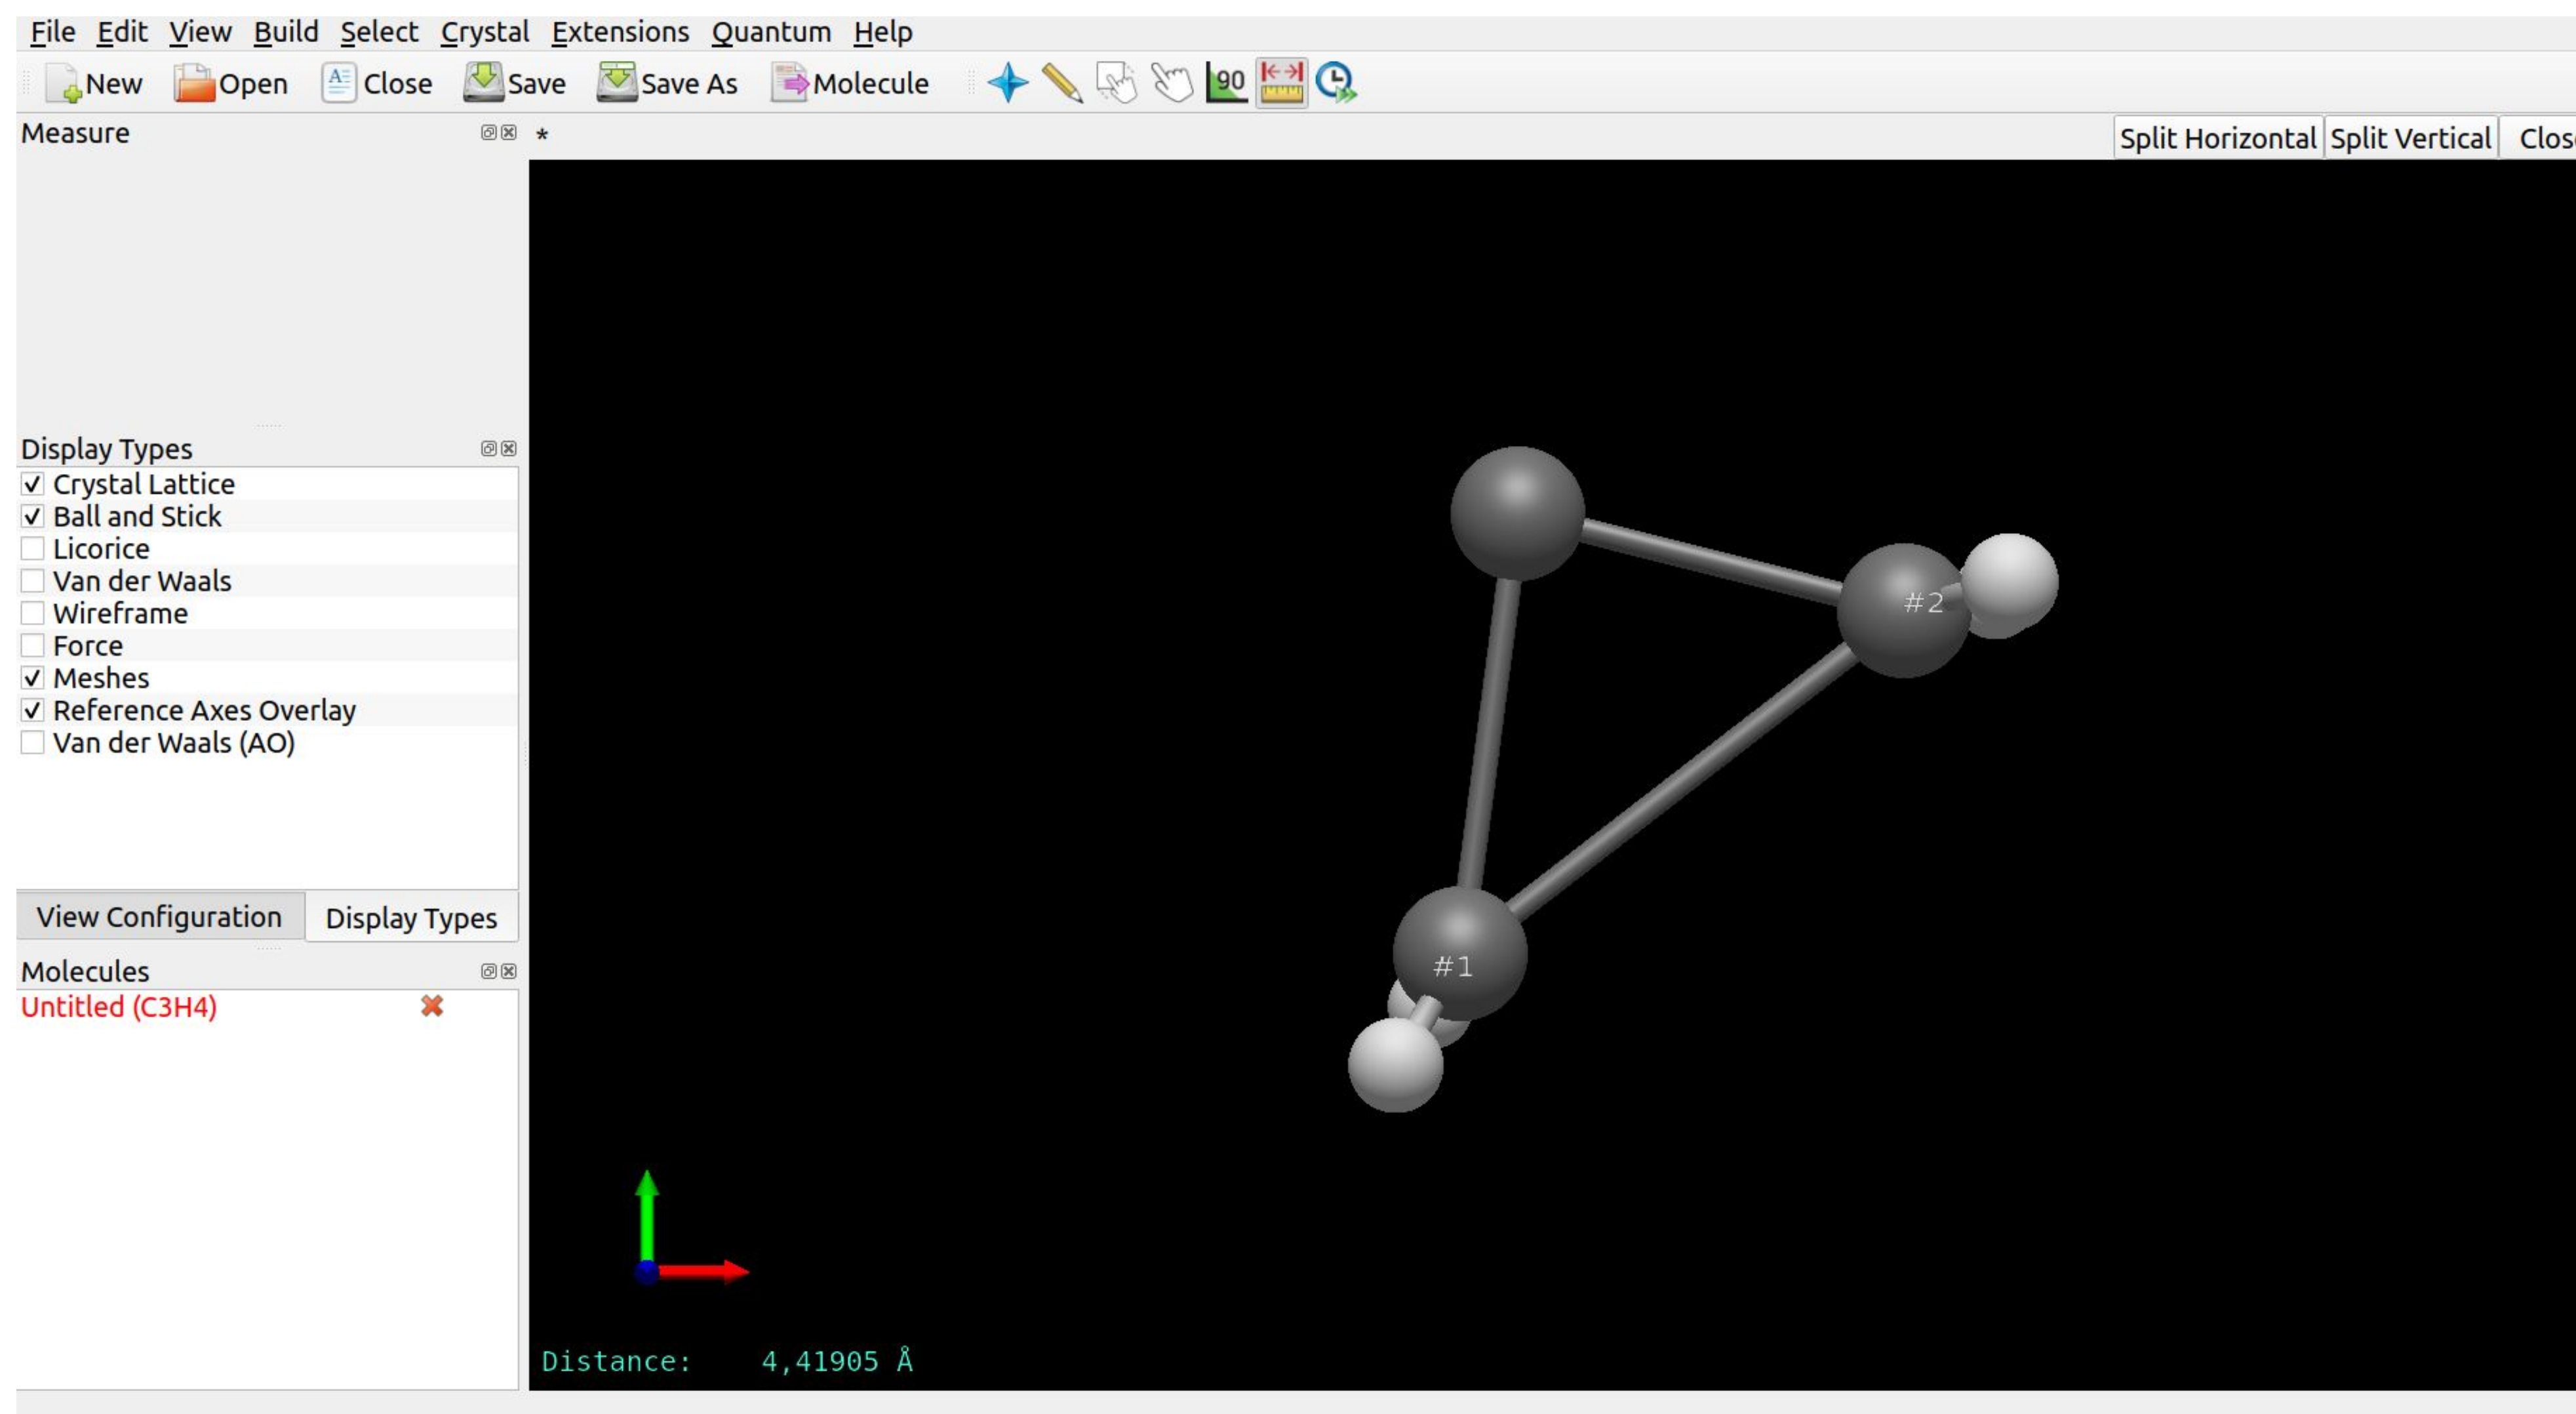 File Edit View Build Select Crystal Extensions Quantum Help
New Open Close Save Save As Molecule 90
Measure * Split Horizontal Split Vertical Clos
Display Types
Crystal Lattice
Ball and Stick
Licorice
Van der Waals
Wireframe
Force
Meshes
Reference Axes Overlay
Van der Waals (AO)
View Configuration Display Types
Molecules
Untitled (C3H4)
#2
#1
Distance: 4,41905 Å